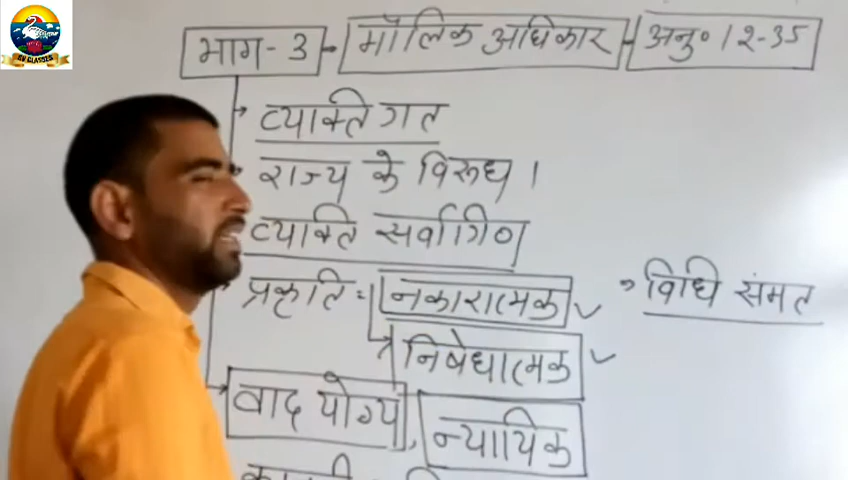 भाग-3 - मौलिक अधिकार - अनु० 12-35
व्यक्तिगत
राज्य के विरूध।
व्यक्ति सर्वागिण
प्रकृति = नकारात्मक
विधि संमत
निषेधात्मक
वाद योग्य, न्यायिक